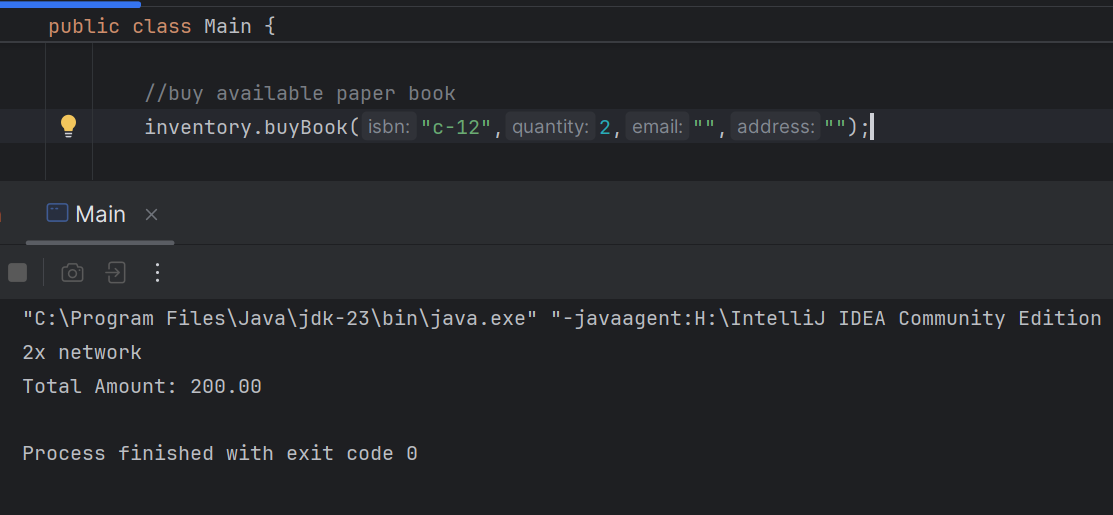 public class Main {
//buy available paper book
inventory.buyBook( isbn: "c-12", quantity: 2, email: "", address: "");
Main
"C:\Program Files\Java\jdk-23\bin\java.exe" "-javaagent:H:\IntelliJ IDEA Community Edition
2x network
Total Amount: 200.00
Process finished with exit code 0